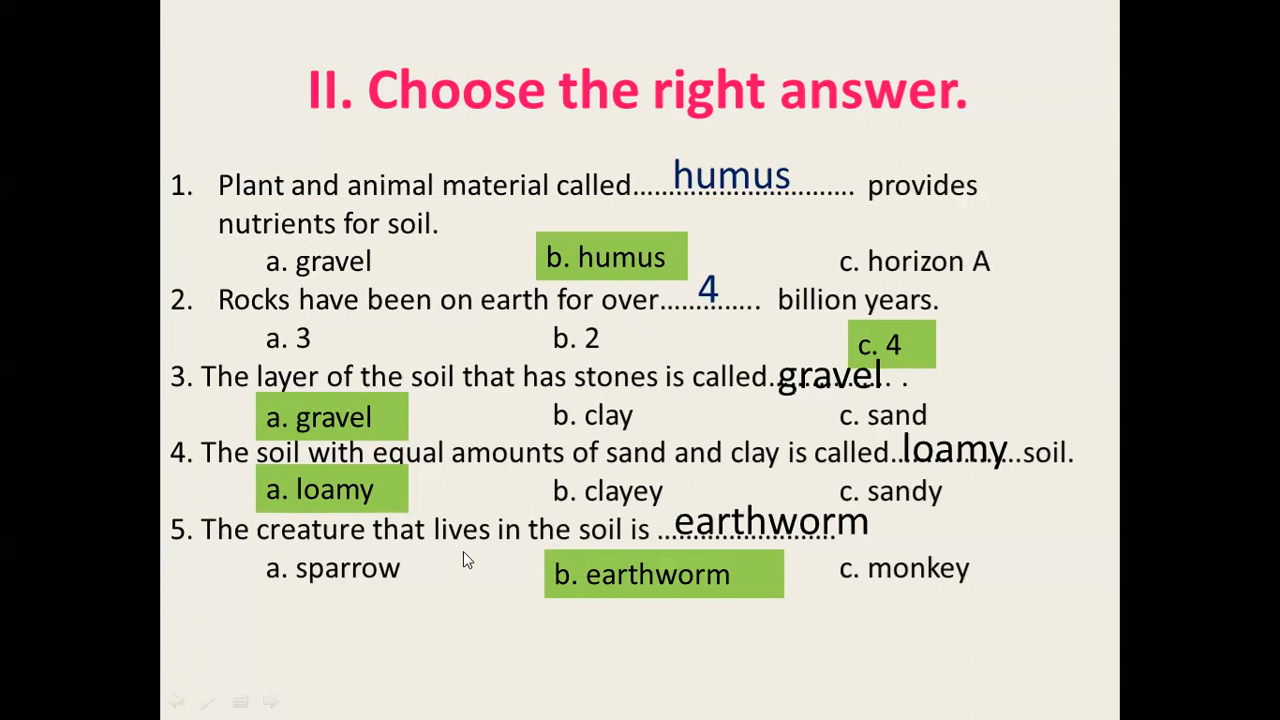 II. Choose the right answer.
1. Plant and animal material called……humus……. provides
nutrients for soil.
a. gravel b. humus c. horizon A
2. Rocks have been on earth for over……4……. billion years.
a. 3 b. 2 c. 4
3. The layer of the soil that has stones is called……gravel……. .
a. gravel b. clay c. sand
4. The soil with equal amounts of sand and clay is called……loamy……soil.
a. loamy b. clayey c. sandy
5. The creature that lives in the soil is ……earthworm
a. sparrow b. earthworm c. monkey